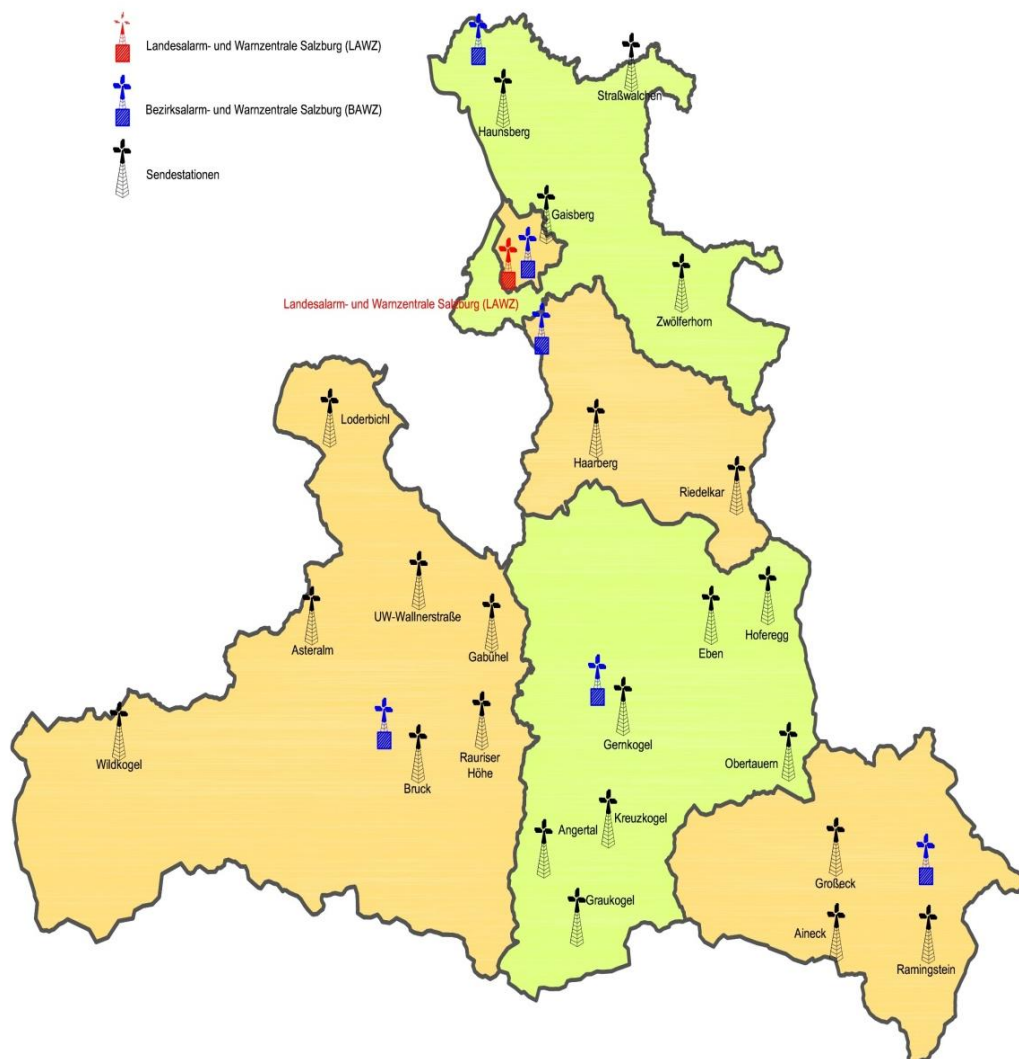 Landesalarm- und Warnzentrale Salzburg (LAWZ)
Bezirksalarm- und Warnzentrale Salzburg (BAWZ)
Sendestationen
Straßwalchen
Haunsberg
Gaisberg
Landesalarm- und Warnzentrale Salzburg (LAWZ)
Zwölferhorn
Loderbichl
Haarberg
Riedelkar
UW-Wallnerstraße
Asteralm
Gabühel
Eben
Hoferegg
Wildkogel
Bruck
Rauriser
Höhe
Gernkogel
Obertauern
Angertal
Kreuzkogel
Graukogel
Großeck
Aineck
Ramingstein